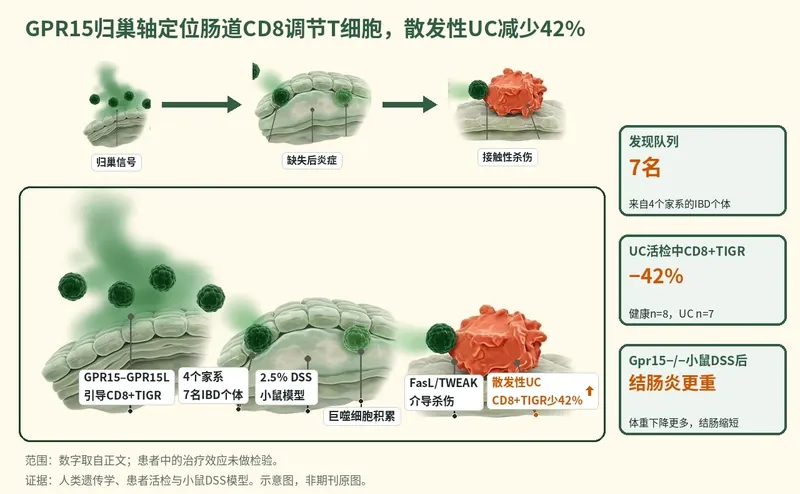 GPR15归巢轴定位肠道CD8调节T细胞，散发性UC减少42%
归巢信号
缺失后炎症
接触性杀伤
GPR15–GPR15L
引导CD8+TIGR
4个家系
7名IBD个体
2.5% DSS
小鼠模型
巨噬细胞积累
FasL/TWEAK
介导杀伤
散发性UC
CD8+TIGR少42%
发现队列
7名
来自4个家系的IBD个体
UC活检中CD8+TIGR
−42%
健康n=8，UC n=7
Gpr15−/−小鼠DSS后
结肠炎更重
体重下降更多，结肠缩短
范围：数字取自正文；患者中的治疗效应未做检验。
证据：人类遗传学、患者活检与小鼠DSS模型。示意图，非期刊原图。